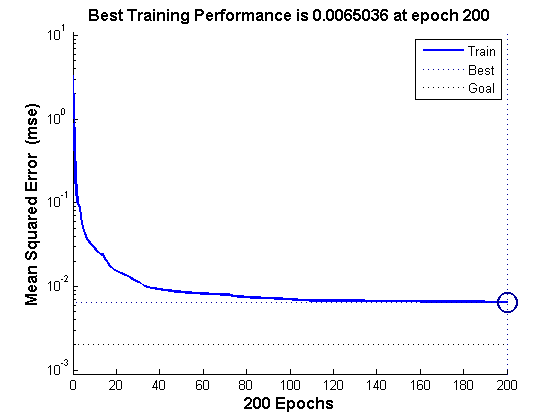 Best Training Performance is 0.0065036 at epoch 200
Train
Best
Goal
Mean Squared Error (mse)
10^1
10^0
10^-1
10^-2
10^-3
0 20 40 60 80 100 120 140 160 180 200
200 Epochs